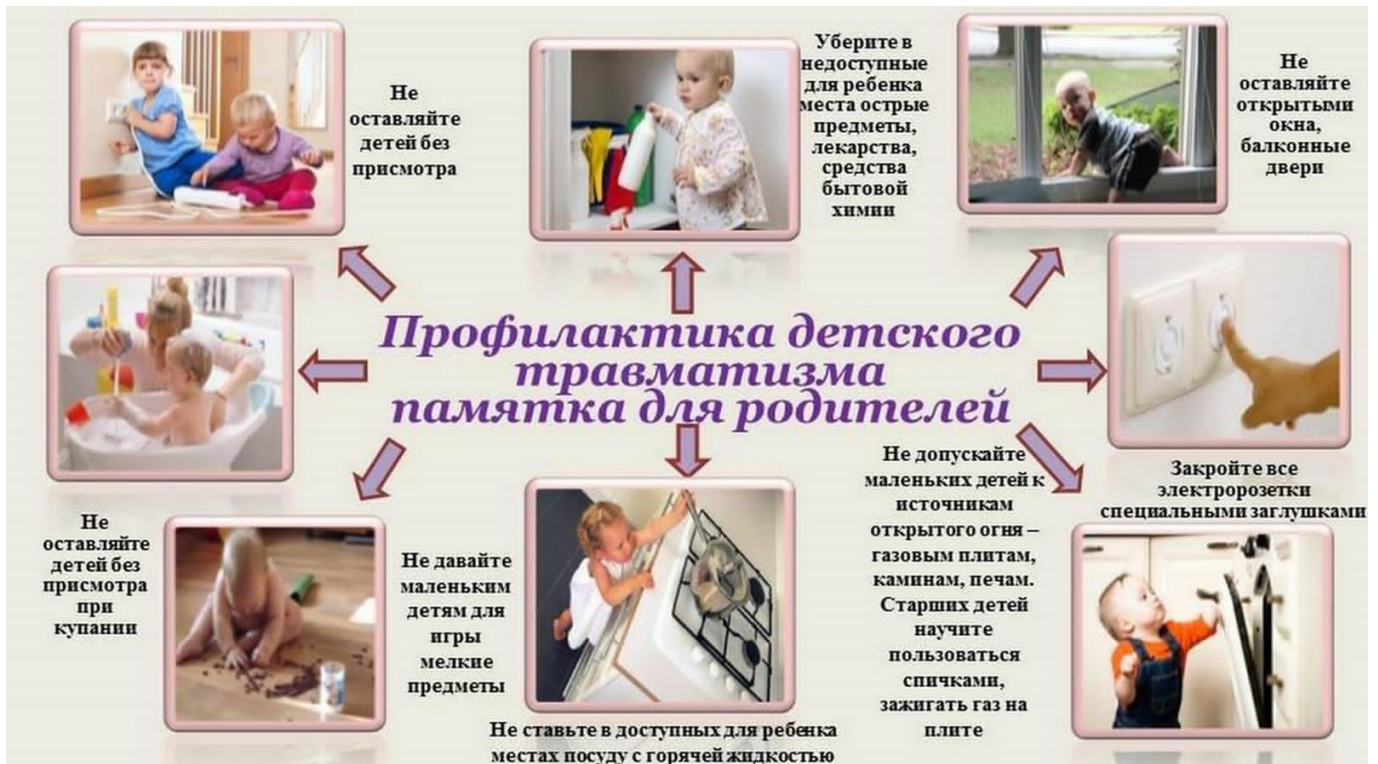 Не
оставляйте
детей без
присмотра
Уберите в
недоступные
для ребенка
места острые
предметы,
лекарства,
средства
бытовой
химии
Не
оставляйте
открытыми
окна,
балконные
двери
Профилактика детского
травматизма
памятка для родителей
Не
оставляйте
детей без
присмотра
при
купании
Не давайте
маленьким
детям для
игры
мелкие
предметы
Не ставьте в доступных для ребенка
местах посуду с горячей жидкостью
Не допускайте
маленьких детей к
источникам
открытого огня –
газовым плитам,
каминам, печам.
Старших детей
научите
пользоваться
спичками,
зажигать газ на
плите
Закройте все
электророзетки
специальными заглушками